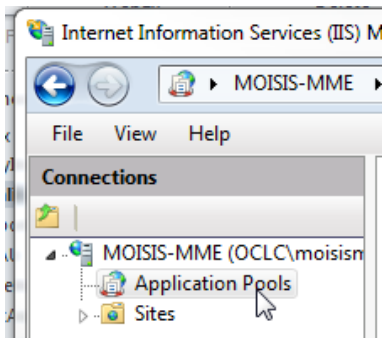 Internet Information Services (IIS) M
MOISIS-MME
File View Help
Connections
MOISIS-MME (OCLC\moisism
Application Pools
Sites